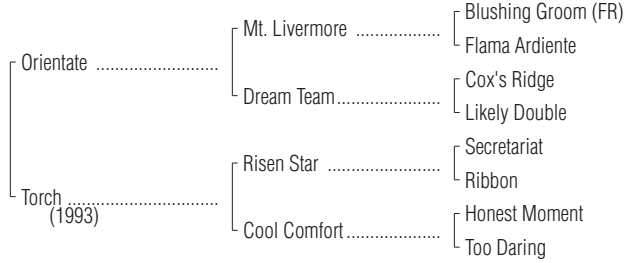 Blushing Groom (FR)
Mt. Livermore ..................
Flama Ardiente
Orientate ..........................
Cox's Ridge
Dream Team......................
Likely Double
Secretariat
Risen Star ........................
Ribbon
Torch ................................
(1993)
Honest Moment
Cool Comfort....................
Too Daring